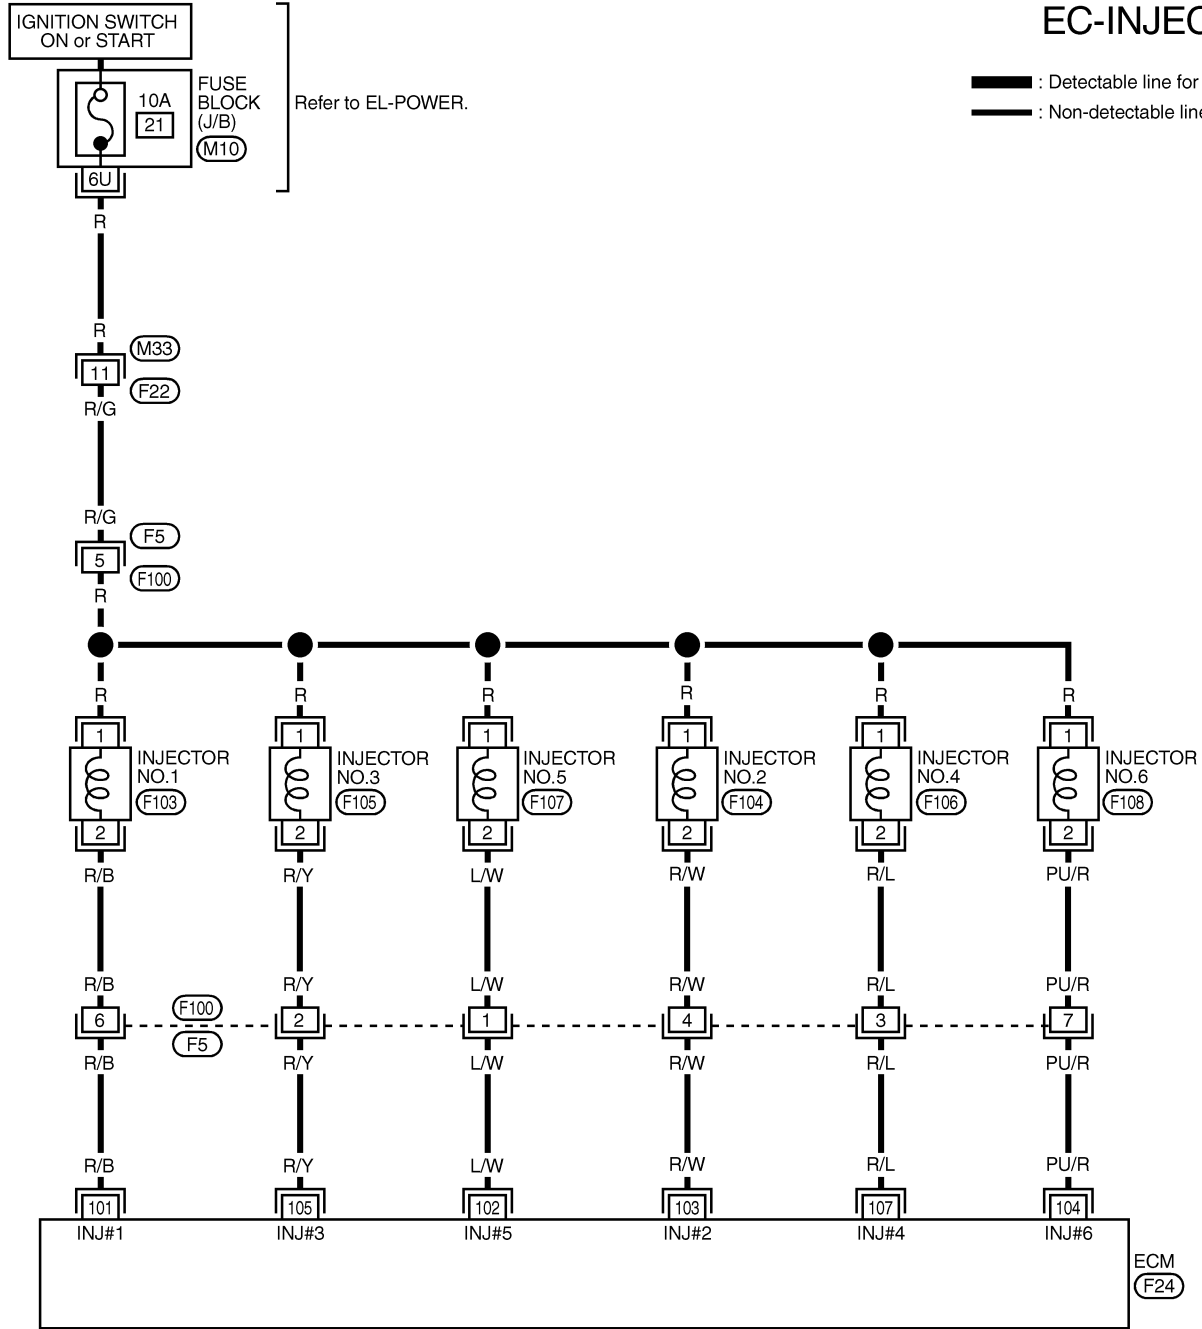 EC-INJEC
IGNITION SWITCH
ON or START
10A
21
FUSE
BLOCK
(J/B)
M10
Refer to EL-POWER.
: Detectable line for
: Non-detectable line
6U
R
R
M33
11
F22
R/G
R/G
F5
5
F100
R
R R R R R R
1 1 1 1 1 1
INJECTOR
NO.1
F103
INJECTOR
NO.3
F105
INJECTOR
NO.5
F107
INJECTOR
NO.2
F104
INJECTOR
NO.4
F106
INJECTOR
NO.6
F108
2 2 2 2 2 2
R/B R/Y L/W R/W R/L PU/R
R/B R/Y L/W R/W R/L PU/R
F100
6 2 1 4 3 7
F5
R/B R/Y L/W R/W R/L PU/R
R/B R/Y L/W R/W R/L PU/R
101 105 102 103 107 104
INJ#1 INJ#3 INJ#5 INJ#2 INJ#4 INJ#6
ECM
F24